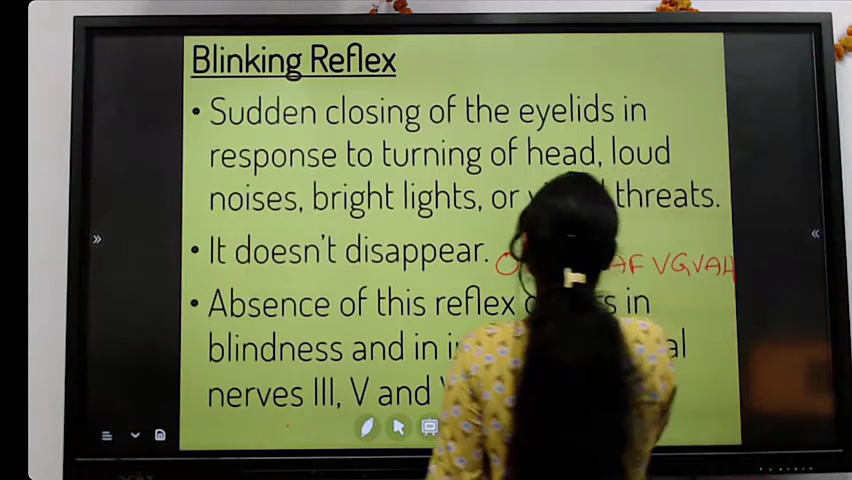 Blinking Reflex
• Sudden closing of the eyelids in
response to turning of head, loud
noises, bright lights, or threats.
• It doesn't disappear.
O AF VGVAH
• Absence of this reflex in
blindness and in
nerves III, V and